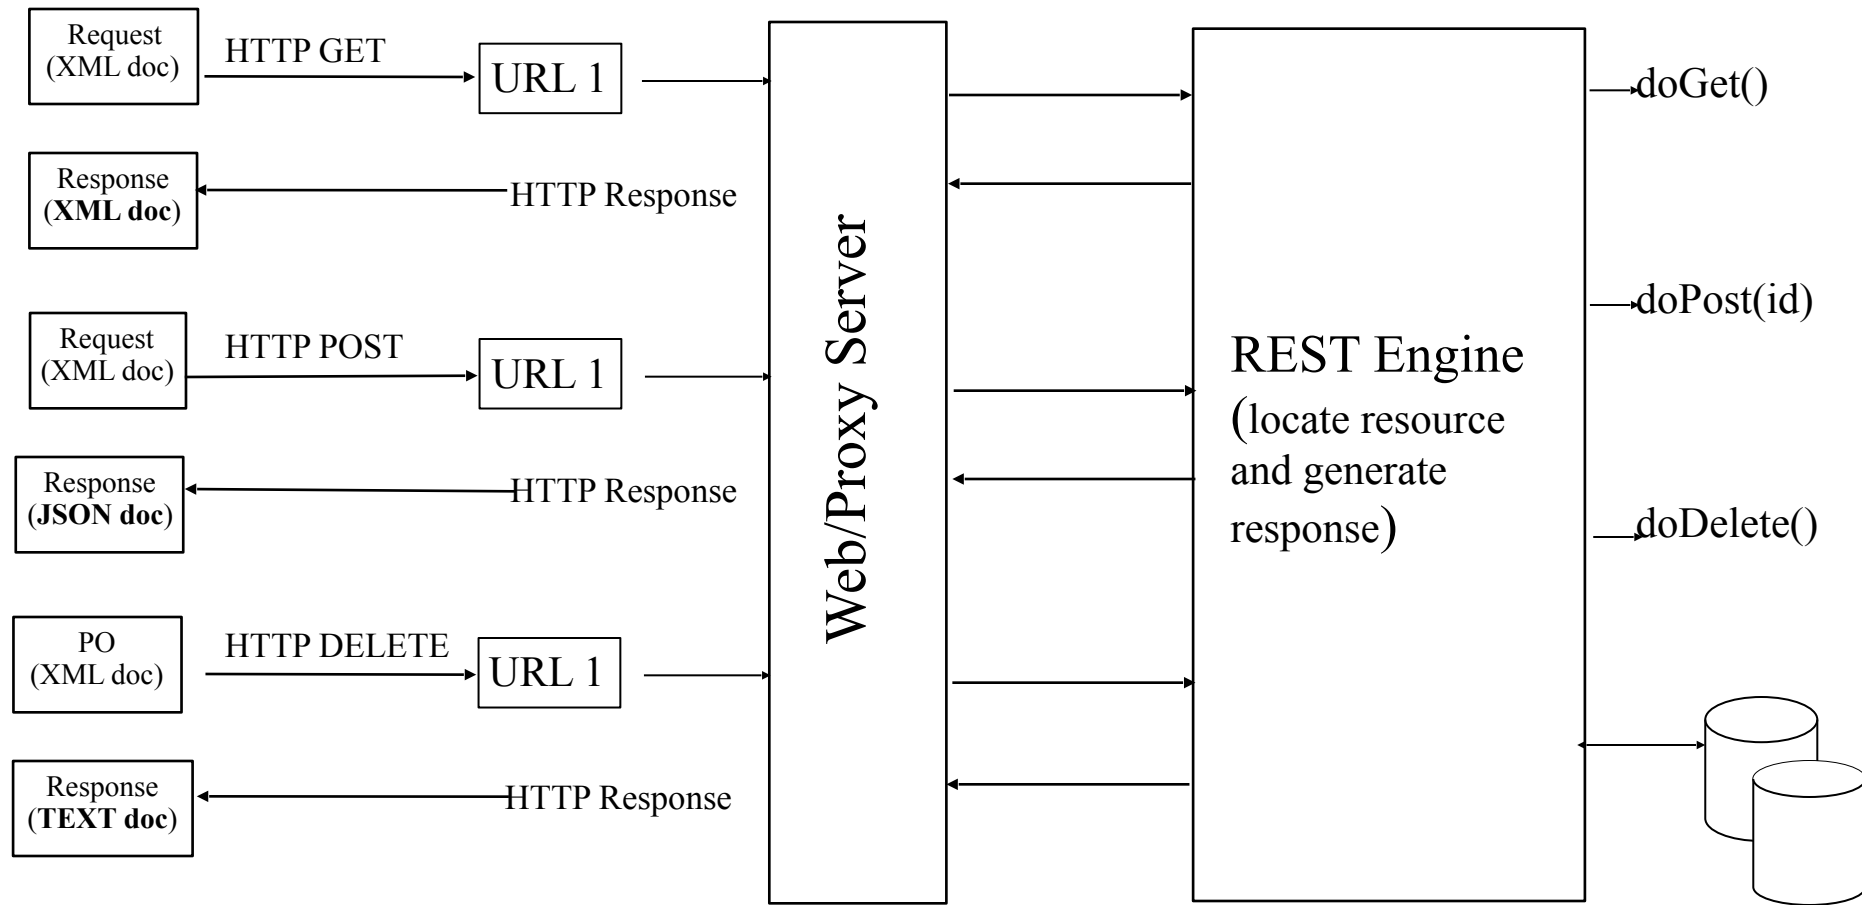 Request
(XML doc)
HTTP GET
URL 1
doGet()
Response
(XML doc)
HTTP Response
Web/Proxy Server
Request
(XML doc)
HTTP POST
URL 1
doPost(id)
REST Engine
(locate resource
and generate
response)
Response
(JSON doc)
HTTP Response
doDelete()
PO
(XML doc)
HTTP DELETE
URL 1
Response
(TEXT doc)
HTTP Response